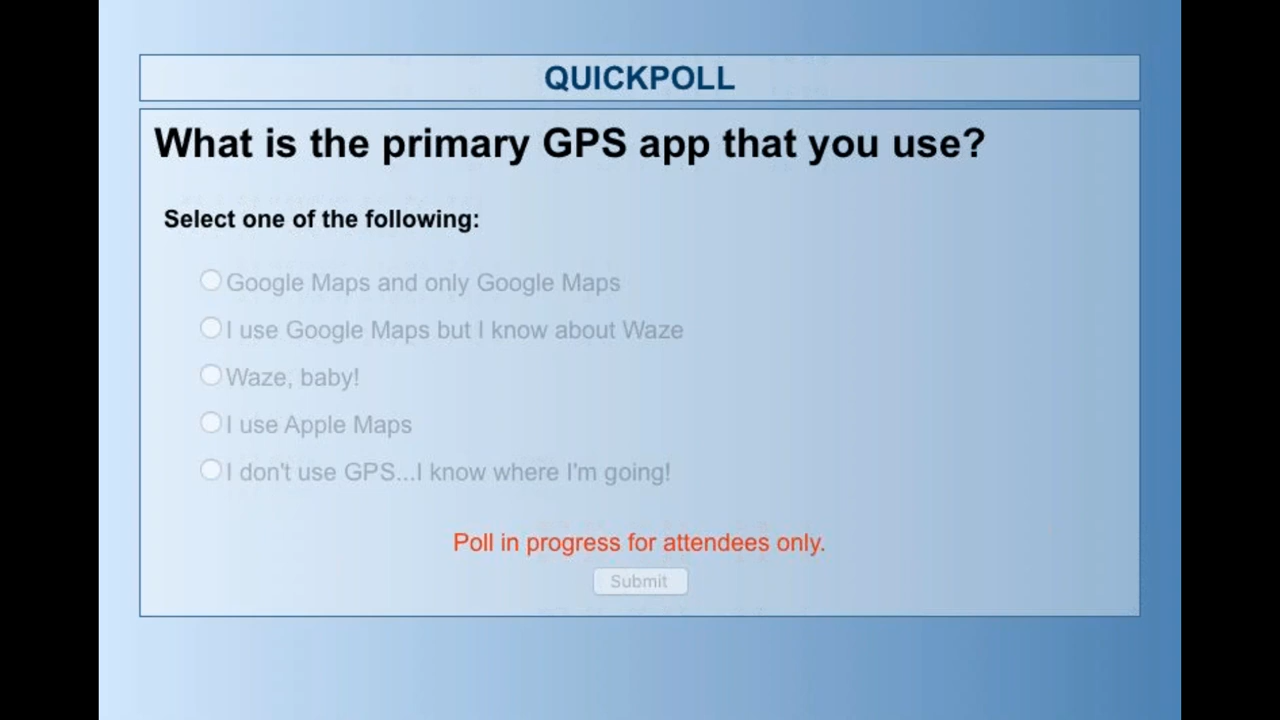 QUICKPOLL
What is the primary GPS app that you use?
Select one of the following:
Google Maps and only Google Maps
I use Google Maps but I know about Waze
Waze, baby!
I use Apple Maps
I don't use GPS...I know where I'm going!
Poll in progress for attendees only.
Submit